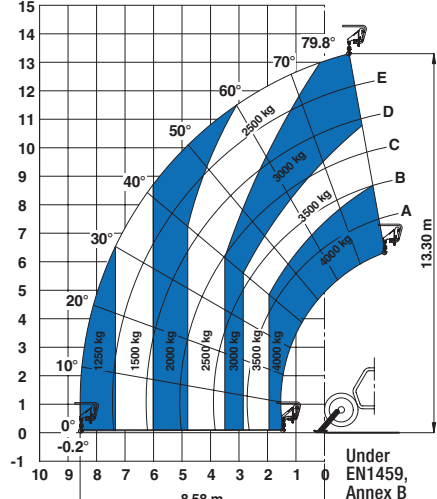 15
14
13
12
11
10
9
8
7
6
5
4
3
2
1
0
-1
79.8°
70°
60°
50°
40°
30°
20°
10°
0°
-0.2°
E
D
C
B
A
2500 kg
3000 kg
3500 kg
4000 kg
1250 kg
1500 kg
2000 kg
2500 kg
3000 kg
3500 kg
4000 kg
13.30 m
10 9 8 7 6 5 4 3 2 1 0
8.58 m
Under
EN1459,
Annex B